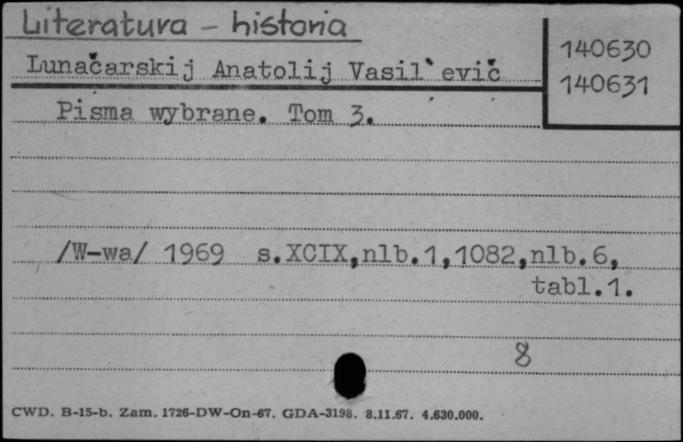 Literatura - historia
140630
Lunačarskij Anatolij Vasil`evič
140631
Pisma wybrane. Tom 3.
/W-wa/ 1969 s.XCIX,nlb.1,1082,nlb.6,
tabl.1.
8
CWD. B-15-b. Zam. 1726-DW-On-67. GDA-3198. 8.11.67. 4.630.000.